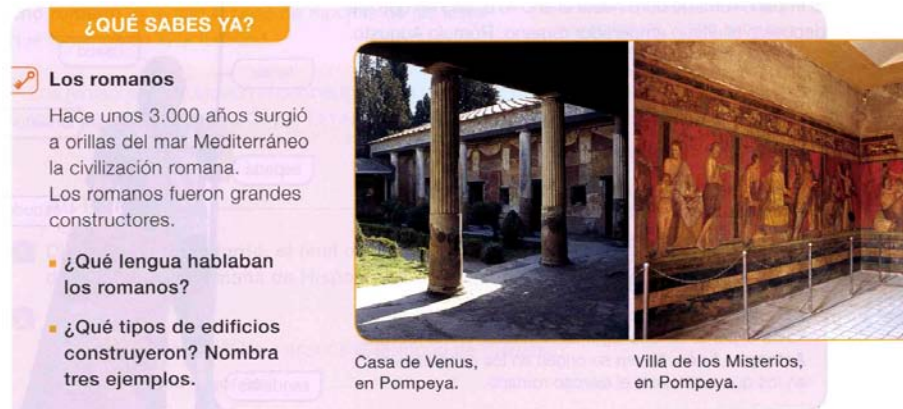 ¿QUÉ SABES YA?
Los romanos
Hace unos 3.000 años surgió
a orillas del mar Mediterráneo
la civilización romana.
Los romanos fueron grandes
constructores.
▪ ¿Qué lengua hablaban
los romanos?
▪ ¿Qué tipos de edificios
construyeron? Nombra
tres ejemplos.
Casa de Venus,
en Pompeya.
Villa de los Misterios,
en Pompeya.